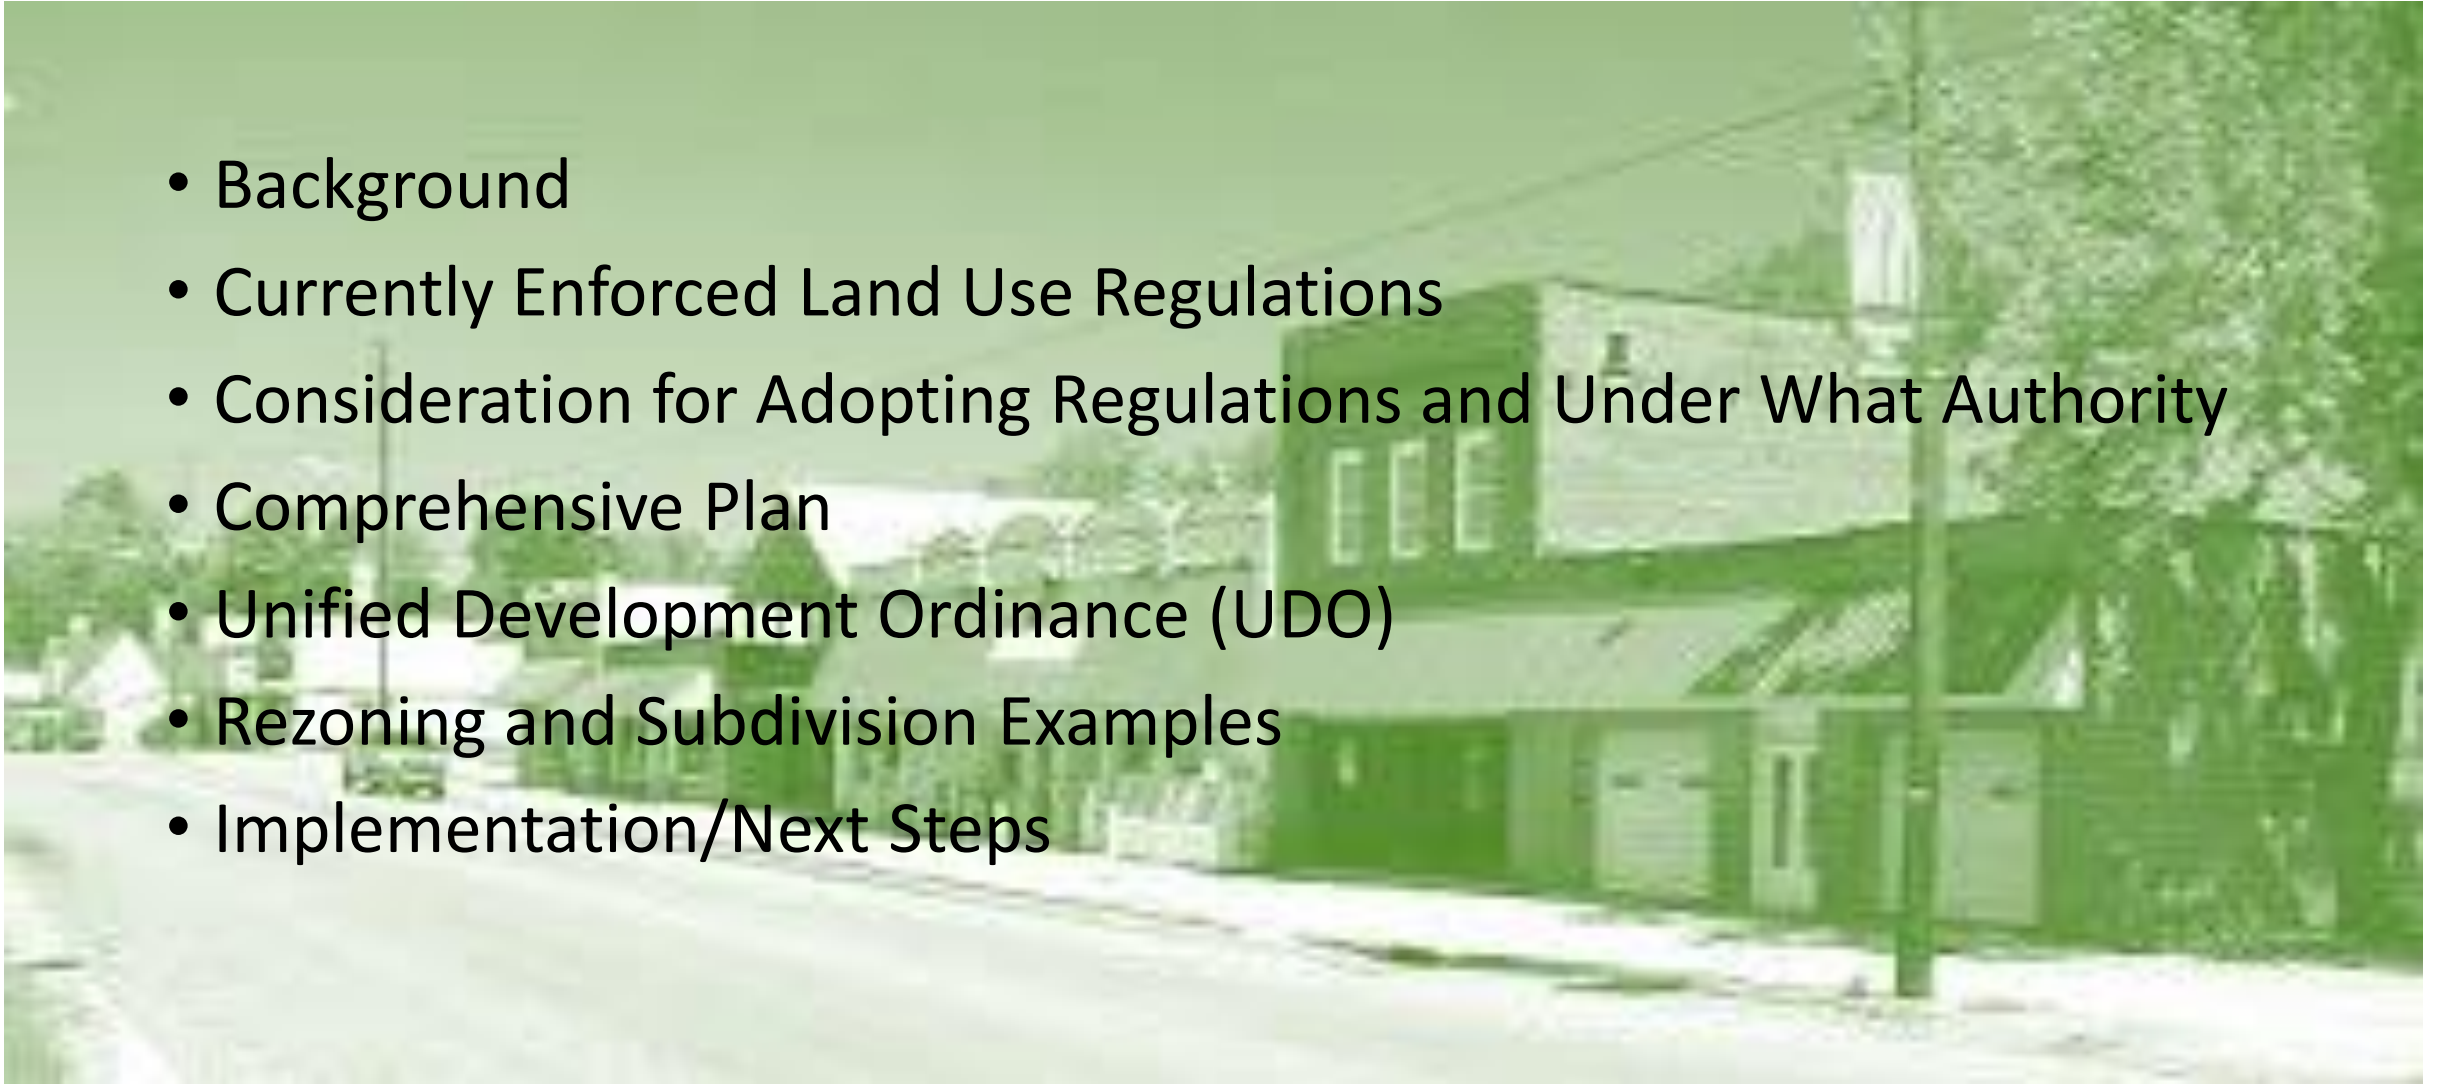 • Background
• Currently Enforced Land Use Regulations
• Consideration for Adopting Regulations and Under What Authority
• Comprehensive Plan
• Unified Development Ordinance (UDO)
• Rezoning and Subdivision Examples
• Implementation/Next Steps